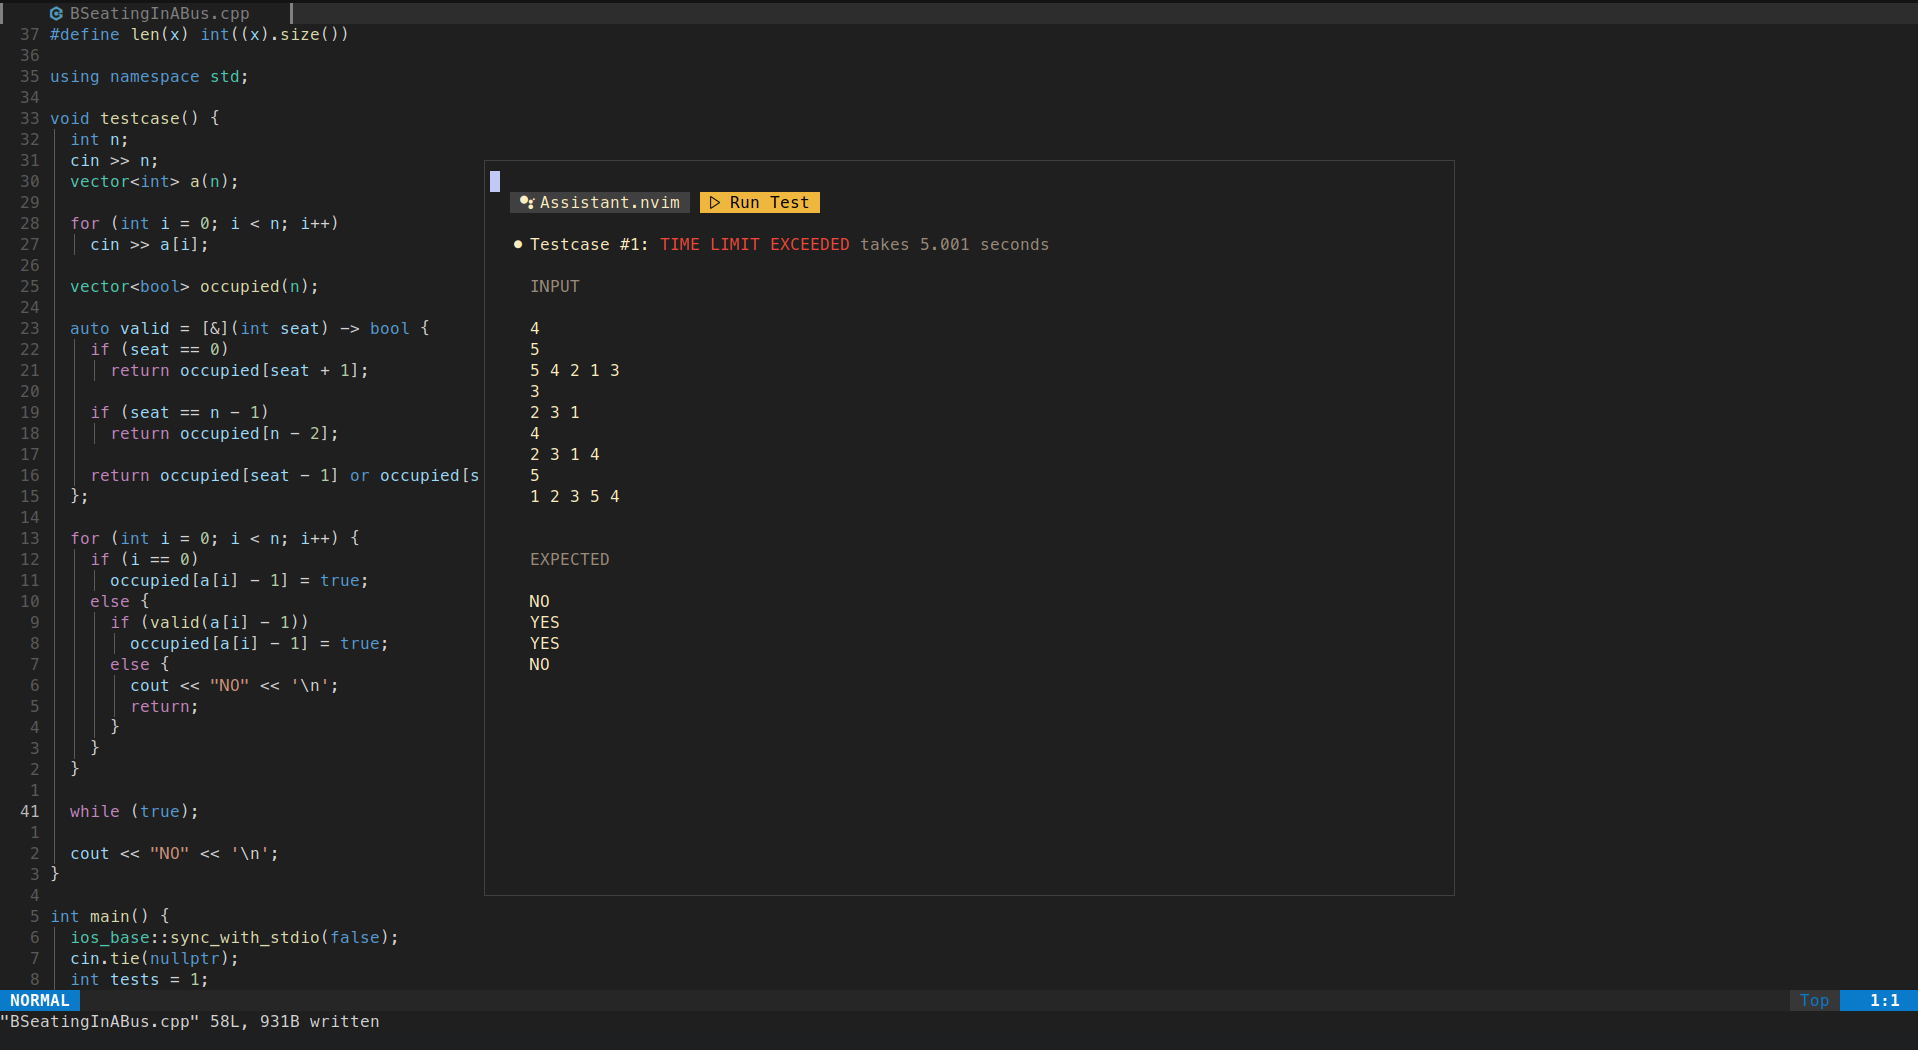 BSeatingInABus.cpp
37 #define len(x) int((x).size())
36
35 using namespace std;
34
33 void testcase() {
32 int n;
31 cin >> n;
30 vector<int> a(n);
29
28 for (int i = 0; i < n; i++)
27 cin >> a[i];
26
25 vector<bool> occupied(n);
24
23 auto valid = [&](int seat) -> bool {
22 if (seat == 0)
21 return occupied[seat + 1];
20
19 if (seat == n - 1)
18 return occupied[n - 2];
17
16 return occupied[seat - 1] or occupied[s
15 };
14
13 for (int i = 0; i < n; i++) {
12 if (i == 0)
11 occupied[a[i] - 1] = true;
10 else {
9 if (valid(a[i] - 1))
8 occupied[a[i] - 1] = true;
7 else {
6 cout << "NO" << '\n';
5 return;
4 }
3 }
2 }
1
41 while (true);
1
2 cout << "NO" << '\n';
3 }
4
5 int main() {
6 ios_base::sync_with_stdio(false);
7 cin.tie(nullptr);
8 int tests = 1;
Assistant.nvim Run Test
Testcase #1: TIME LIMIT EXCEEDED takes 5.001 seconds
INPUT
4
5
5 4 2 1 3
3
2 3 1
4
2 3 1 4
5
1 2 3 5 4
EXPECTED
NO
YES
YES
NO
NORMAL Top 1:1
"BSeatingInABus.cpp" 58L, 931B written